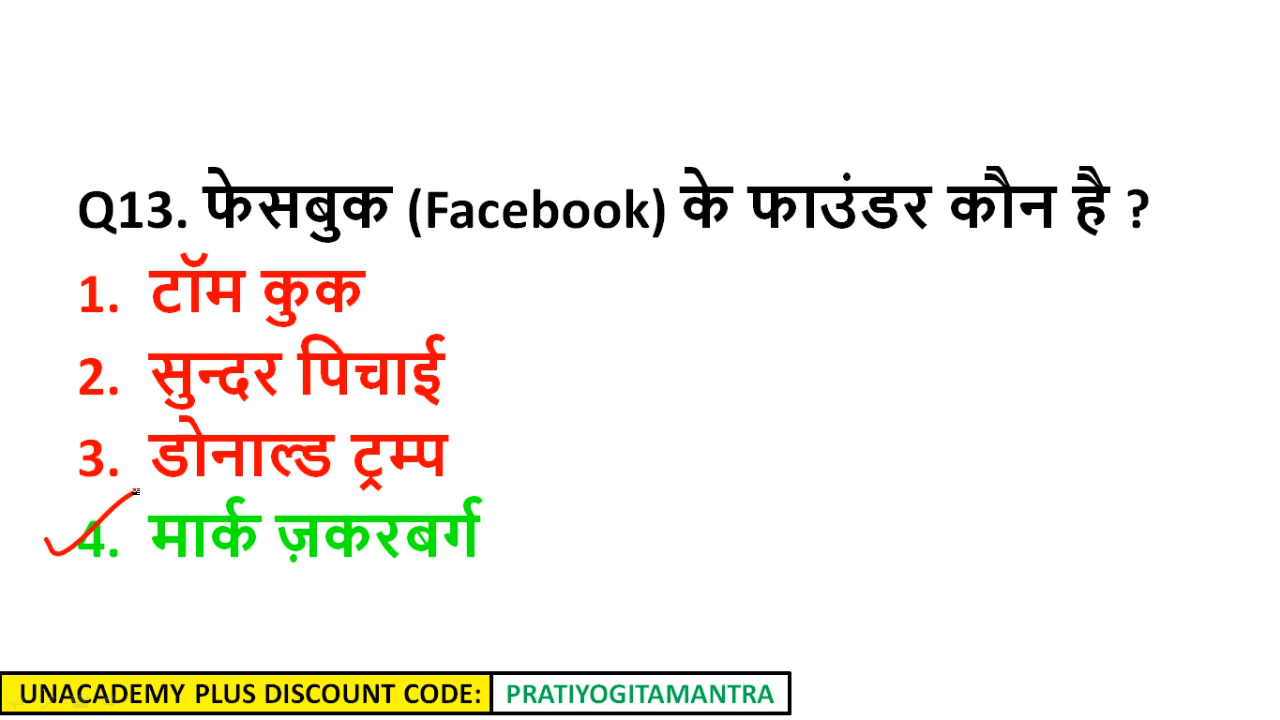 Q13. फेसबुक (Facebook) के फाउंडर कौन है ?
1. टॉम कुक
2. सुन्दर पिचाई
3. डोनाल्ड ट्रम्प
4. मार्क ज़करबर्ग
UNACADEMY PLUS DISCOUNT CODE: PRATIYOGITAMANTRA